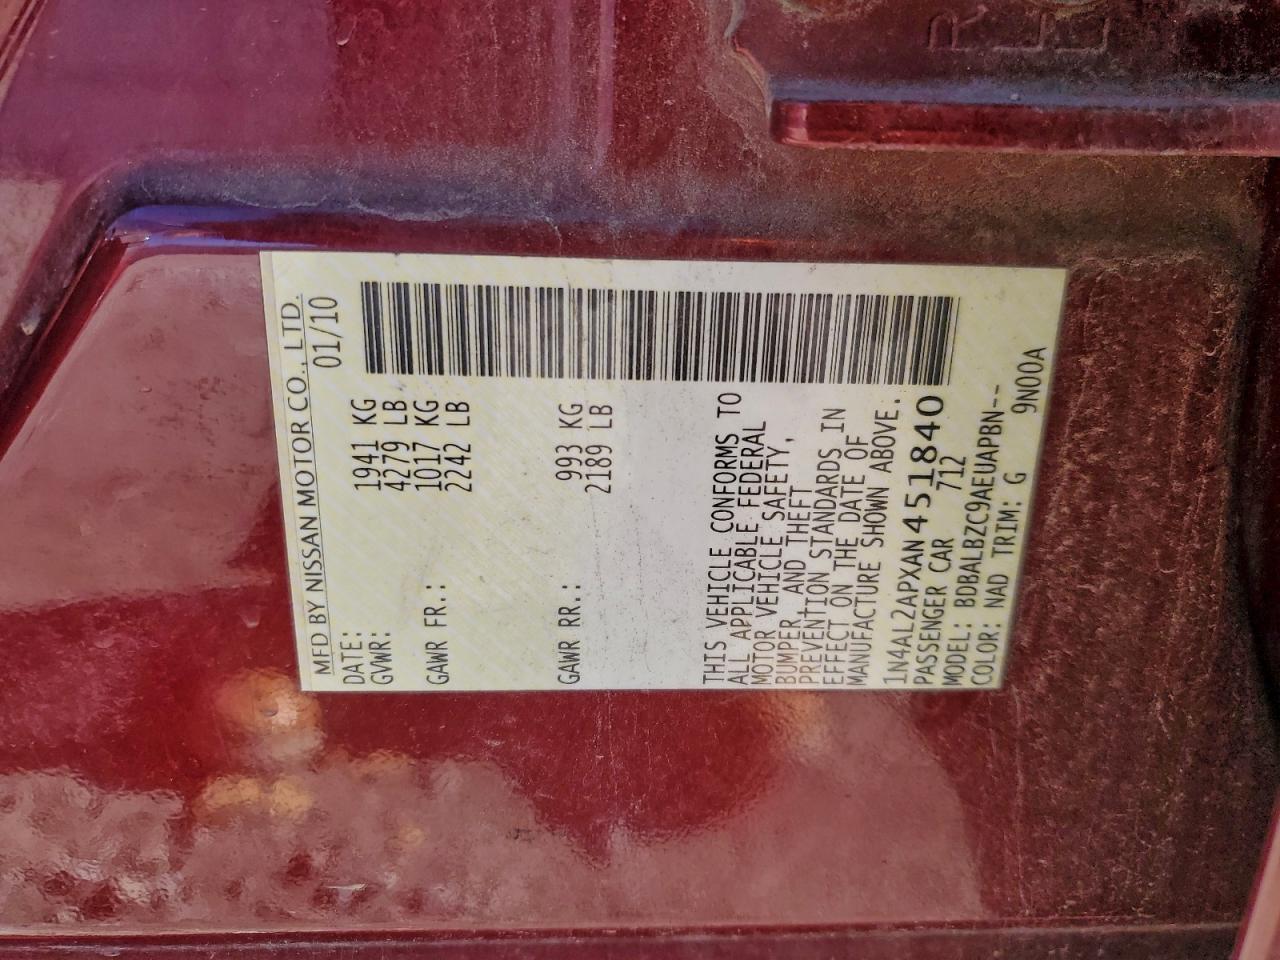 MFD BY NISSAN MOTOR CO., LTD.
DATE: 01/10
GVWR: 1941 KG
4279 LB
GAWR FR.: 1017 KG
2242 LB
GAWR RR.: 993 KG
2189 LB
THIS VEHICLE CONFORMS TO
ALL APPLICABLE FEDERAL
MOTOR VEHICLE SAFETY,
BUMPER, AND THEFT
PREVENTION STANDARDS IN
EFFECT ON THE DATE OF
MANUFACTURE SHOWN ABOVE.
1N4AL2APXAN451840
PASSENGER CAR 712
MODEL: BDBALBZC9AEUAPBN--
COLOR: NAD TRIM: G 9N00A